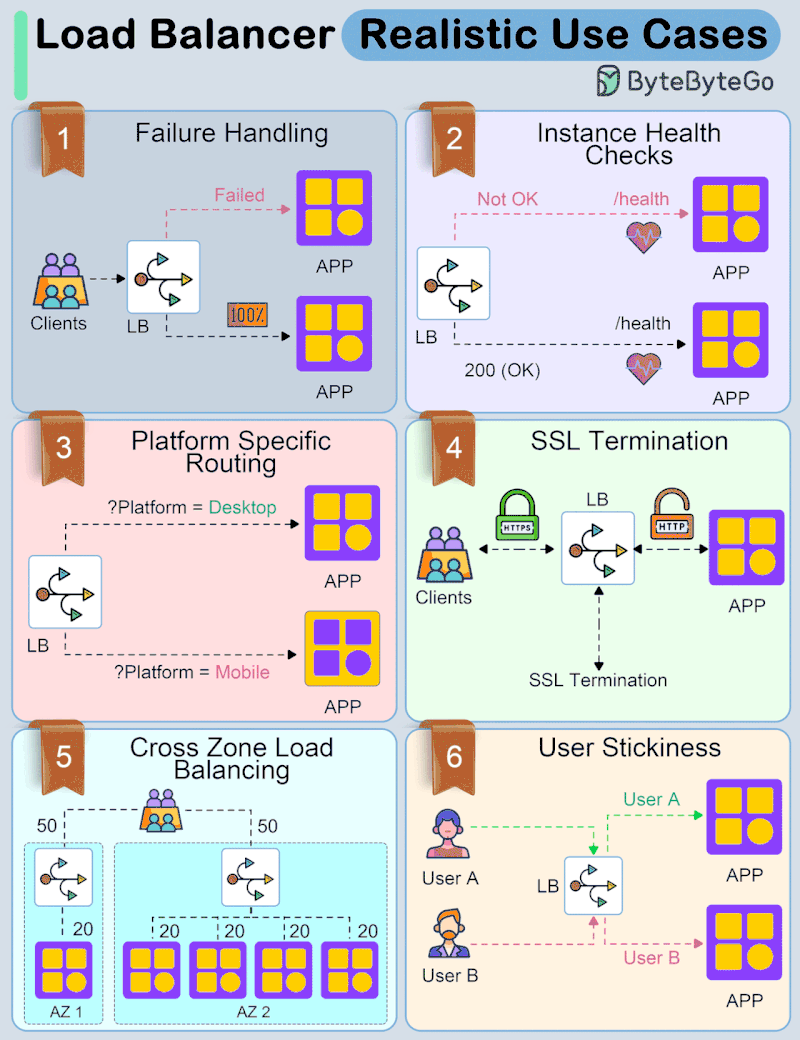 Load Balancer Realistic Use Cases
ByteByteGo
1
Failure Handling
Failed
APP
Clients
LB
100%
APP
2
Instance Health
Checks
Not OK
/health
APP
LB
/health
200 (OK)
APP
3
Platform Specific
Routing
?Platform = Desktop
APP
LB
?Platform = Mobile
APP
4
SSL Termination
LB
HTTPS
HTTP
Clients
APP
SSL Termination
5
Cross Zone Load
Balancing
50
50
20
20
20
20
20
AZ 1
AZ 2
6
User Stickiness
User A
User A
APP
LB
User B
User B
APP